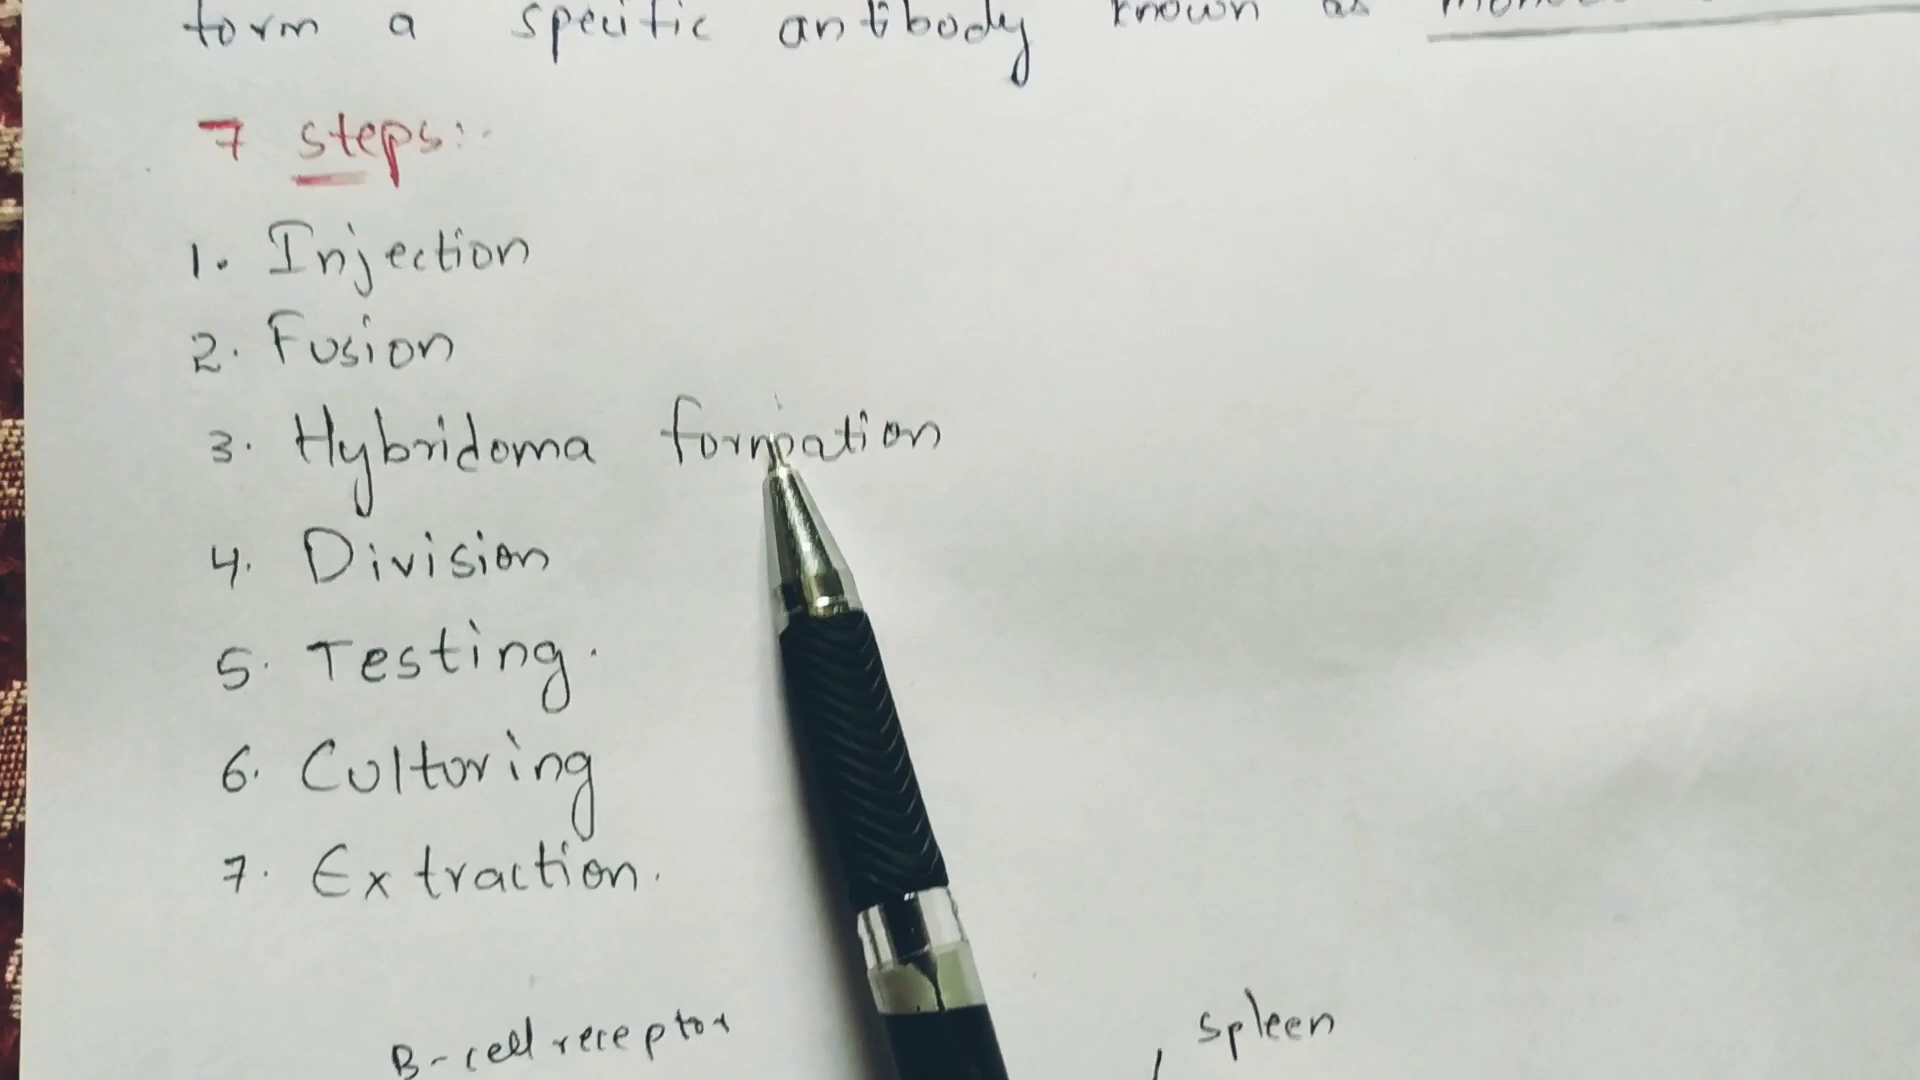 form a specific antibody known as
7 steps:-
1. Injection
2. Fusion
3. Hybridoma formation
4. Division
5. Testing.
6. Culturing
7. Extraction.
B-cell receptor
spleen